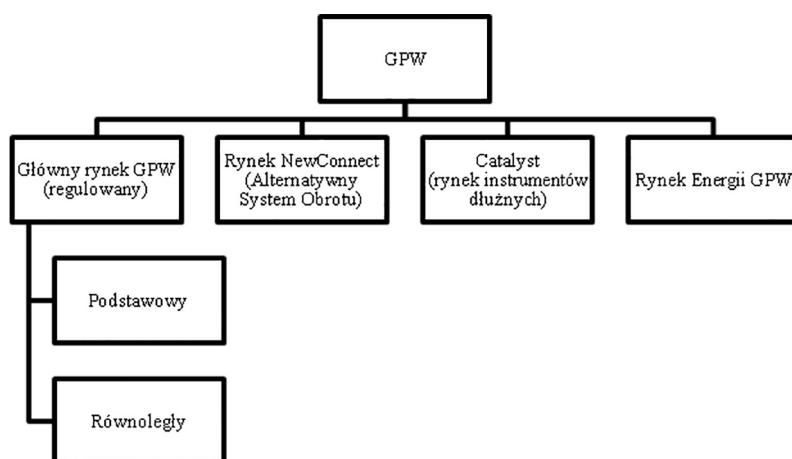 GPW
Główny rynek GPW
(regulowany)
Rynek NewConnect
(Alternatywny
System Obrotu)
Catalyst
(rynek instrumentów
dłużnych)
Rynek Energii GPW
Podstawowy
Równoległy